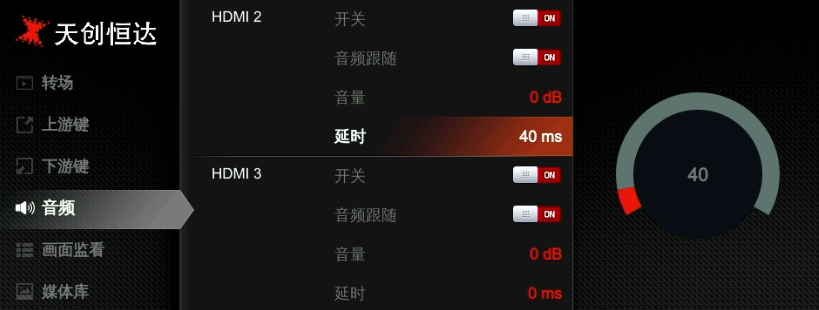 天创恒达
转场
上游键
下游键
音频
画面监看
媒体库
HDMI 2
开关 ON
音频跟随 ON
音量 0 dB
延时 40 ms
HDMI 3
开关 ON
音频跟随 ON
音量 0 dB
延时 0 ms
40